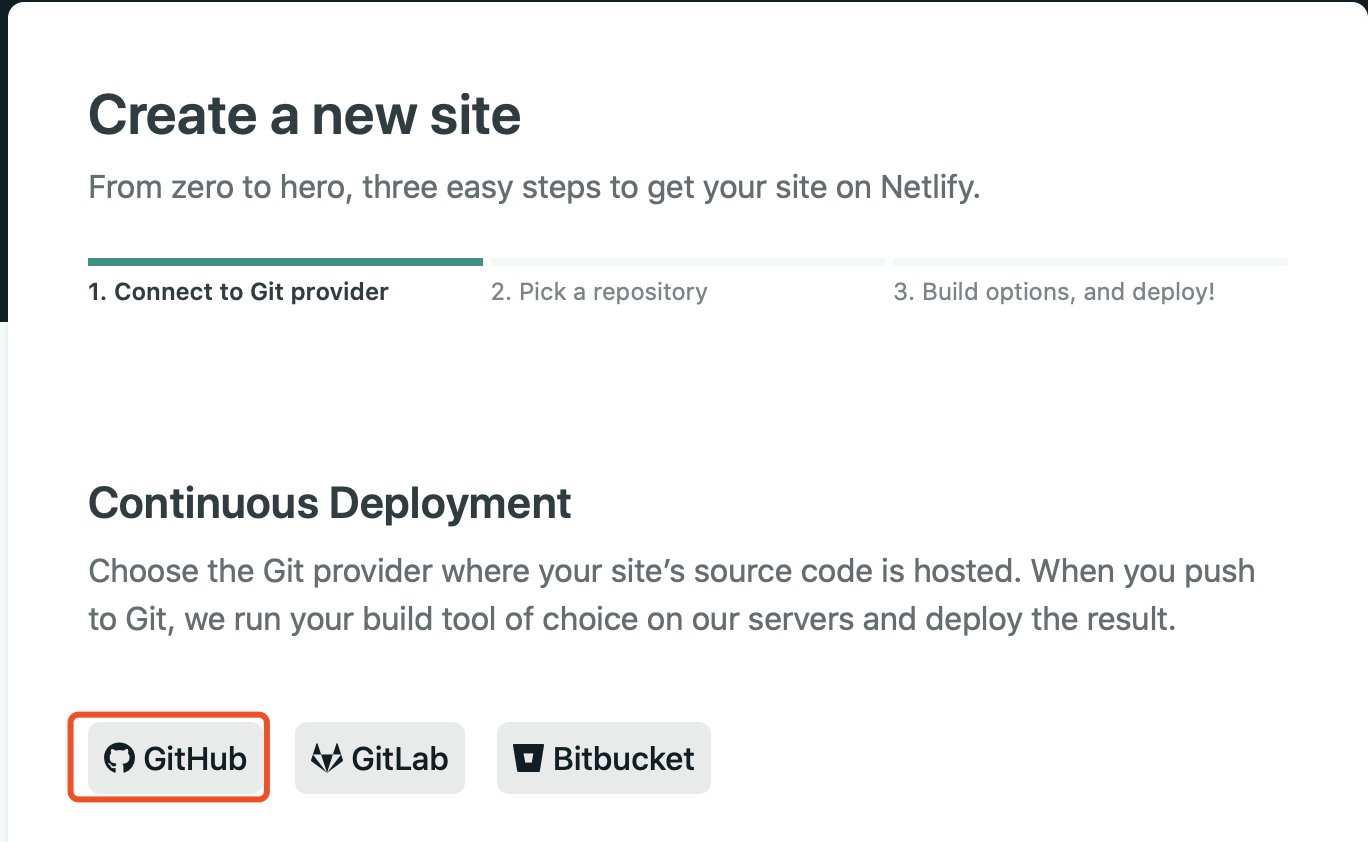 Create a new site
From zero to hero, three easy steps to get your site on Netlify.
1. Connect to Git provider
2. Pick a repository
3. Build options, and deploy!
Continuous Deployment
Choose the Git provider where your site’s source code is hosted. When you push
to Git, we run your build tool of choice on our servers and deploy the result.
GitHub
GitLab
Bitbucket